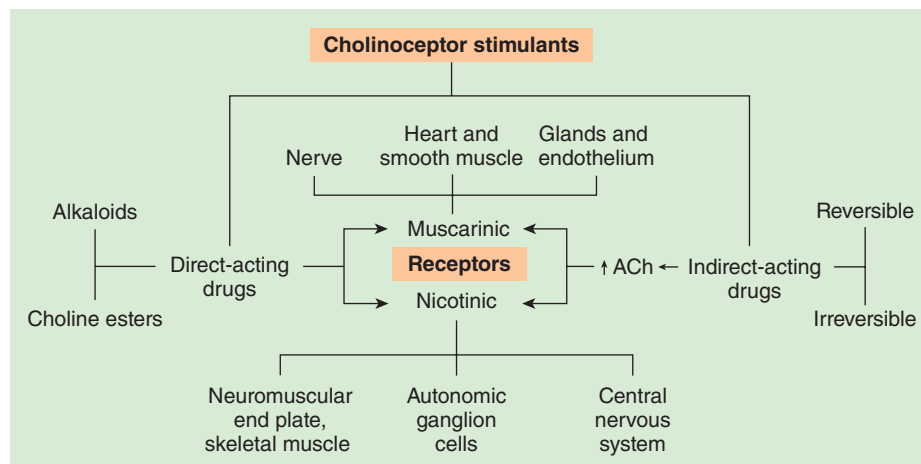 Cholinoceptor stimulants
Nerve
Heart and
smooth muscle
Glands and
endothelium
Alkaloids
Choline esters
Direct-acting
drugs
Muscarinic
Receptors
Nicotinic
↑ ACh
Indirect-acting
drugs
Reversible
Irreversible
Neuromuscular
end plate,
skeletal muscle
Autonomic
ganglion
cells
Central
nervous
system